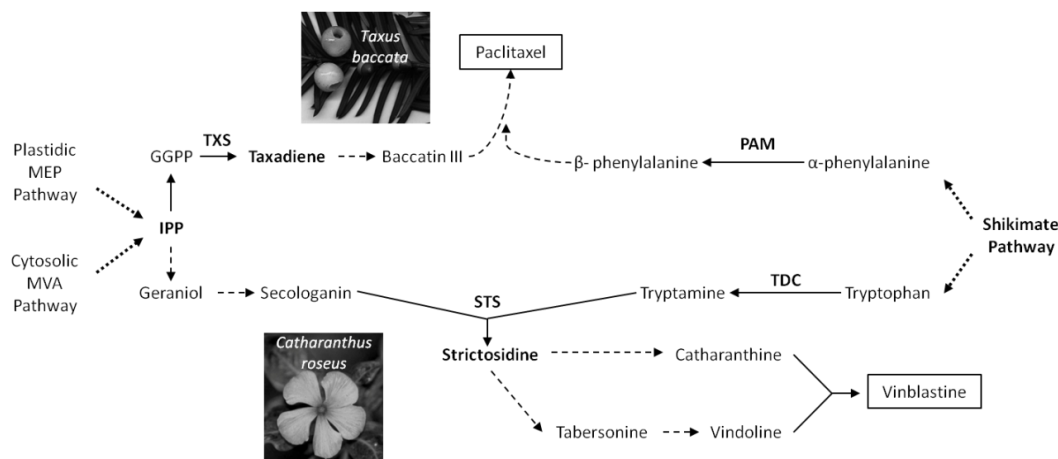 Taxus
baccata
Paclitaxel
Plastidic
MEP
Pathway
GGPP
TXS
Taxadiene
Baccatin III
β- phenylalanine
PAM
α-phenylalanine
IPP
Shikimate
Pathway
Cytosolic
MVA
Pathway
Geraniol
Secologanin
STS
Tryptamine
TDC
Tryptophan
Catharanthus
roseus
Strictosidine
Catharanthine
Vinblastine
Tabersonine
Vindoline